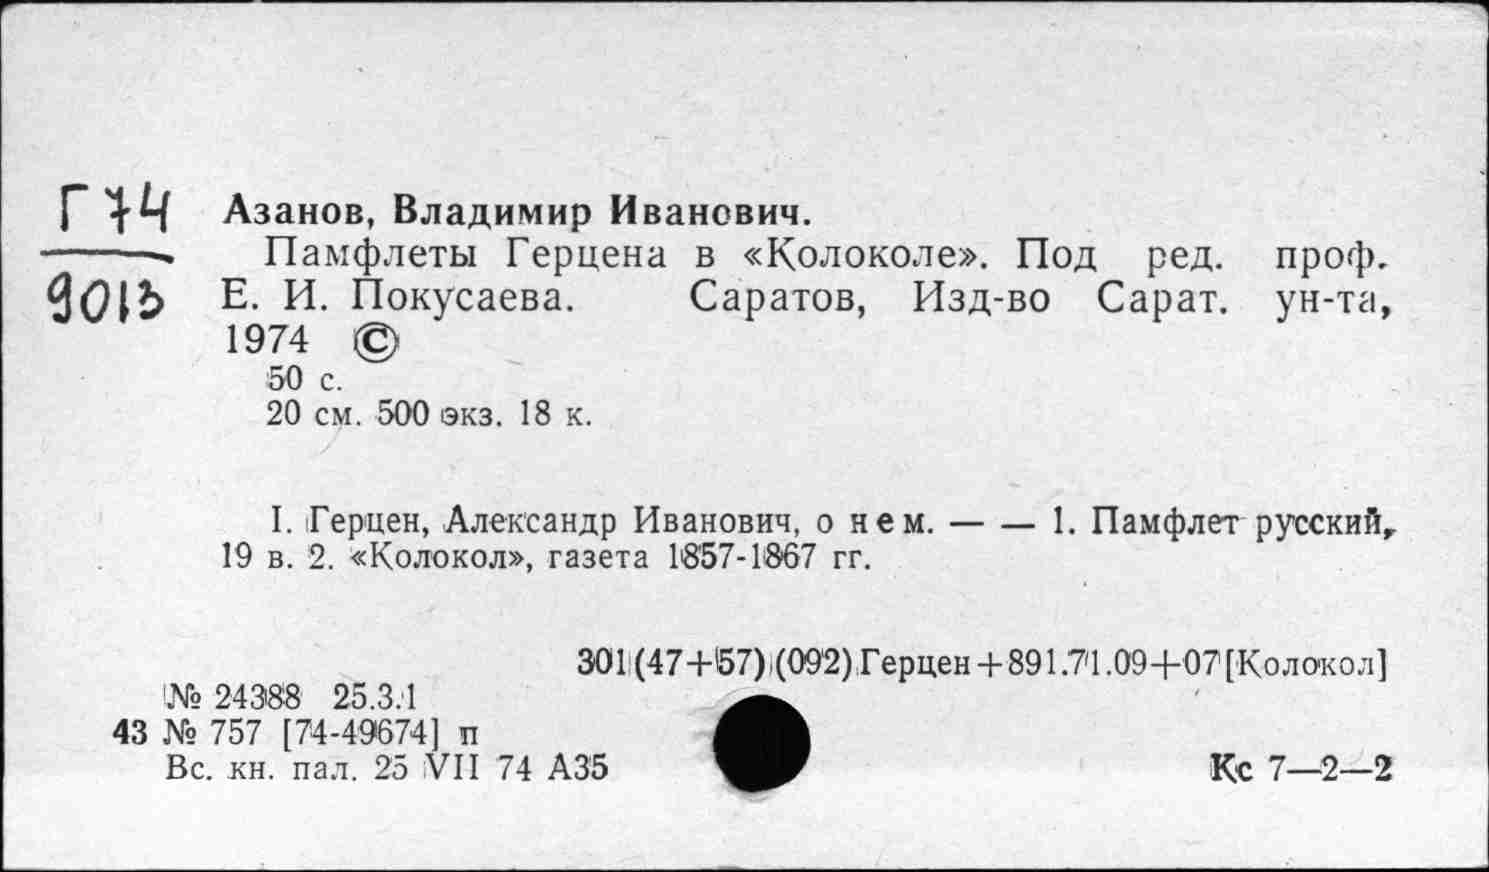 Г 74
9015
Азанов, Владимир Иванович.
Памфлеты Герцена в «Колоколе». Под ред. проф.
Е. И. Покусаева. Саратов, Изд-во Сарат. ун-та,
1974 ©
50 с.
20 см. 500 экз. 18 к.
I. Герцен, Александр Иванович, о нем. — — 1. Памфлет русский,
19 в. 2. «Колокол», газета 1857-1867 гг.
301(47+57)(092)Герцен+891.71.09+07[Колокол]
№ 24388 25.3.1
43 № 757 [74-49674] п
Вс. кн. пал. 25 VII 74 А35
Кс 7—2—2